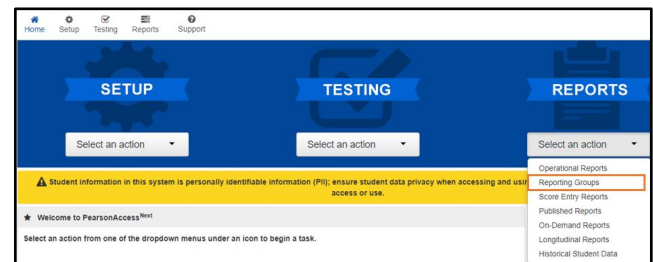 Home Setup Testing Reports Support
SETUP TESTING REPORTS
Select an action Select an action Select an action
Operational Reports
Reporting Groups
Score Entry Reports
Published Reports
On-Demand Reports
Longitudinal Reports
Historical Student Data
Student information in this system is personally identifiable information (PII); ensure student data privacy when accessing and
access or use.
Welcome to PearsonAccessNext
Select an action from one of the dropdown menus under an icon to begin a task.